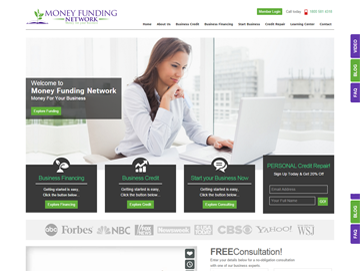 MONEY FUNDING
NETWORK
Member Login
Call today
Home About Us Business Credit Business Financing Start Business Credit Repair Learning Center Contact
VIDEO
BLOG
FAQ
Welcome to
Money Funding Network
Money For Your Business
Explore Funding
Business Financing
Getting started is easy,
Click the button below.
Explore Financing
Business Credit
Getting started is easy,
Click the button below.
Explore Credit
Start your Business Now
Getting started is easy,
Click the button below.
Explore Consulting
PERSONAL Credit Repair!
Sign Up Today & Get 20% Off
Email Address
Your Full Name
GO
BLOG
FAQ
abc Forbes NBC FOX Newsweek CBS YAHOO! WSJ
FREE Consultation!
Enter your details below for a no-obligation consultation
with one of our business experts.